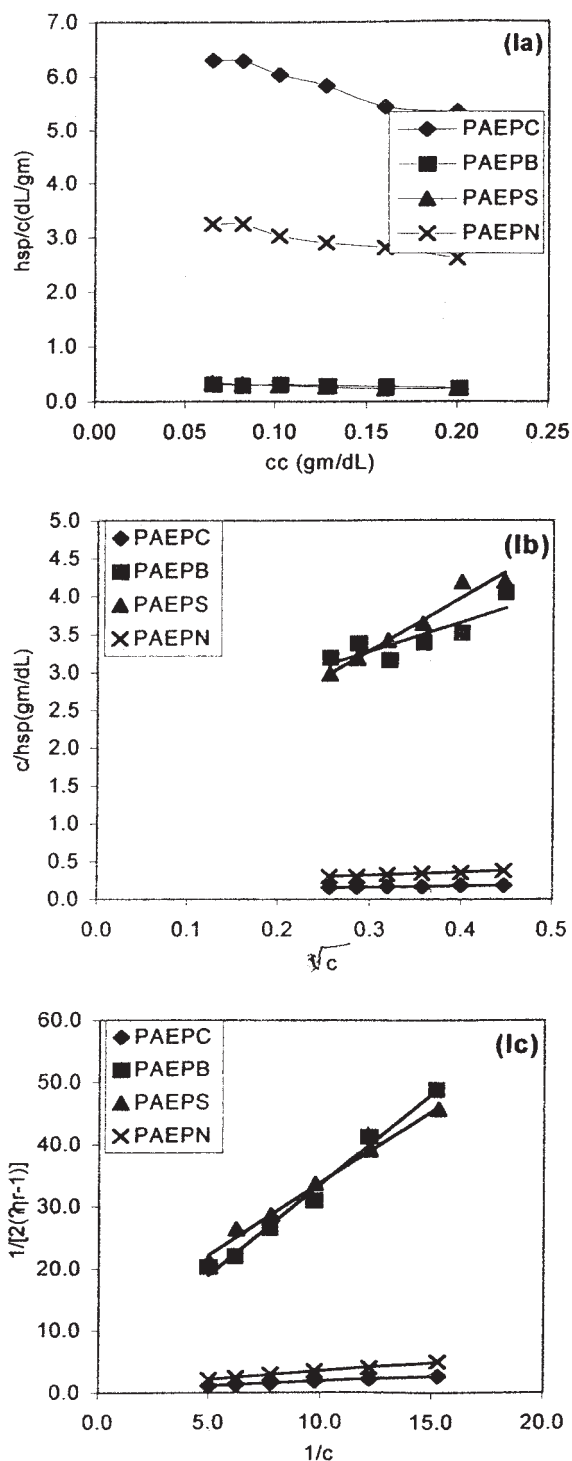 (Ia)
7.0
6.0
5.0
4.0
3.0
2.0
1.0
0.0
hsp/c(dL/gm)
PAEPC
PAEPB
PAEPS
PAEPN
0.00 0.05 0.10 0.15 0.20 0.25
cc (gm/dL)
(Ib)
5.0
4.5
4.0
3.5
3.0
2.5
2.0
1.5
1.0
0.5
0.0
c/hsp(gm/dL)
PAEPC
PAEPB
PAEPS
PAEPN
0.0 0.1 0.2 0.3 0.4 0.5
√c
(Ic)
60.0
50.0
40.0
30.0
20.0
10.0
0.0
1/[2(?ηr-1)]
PAEPC
PAEPB
PAEPS
PAEPN
0.0 5.0 10.0 15.0 20.0
1/c